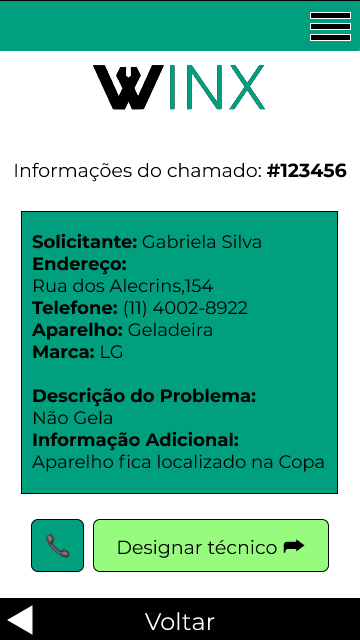 WINX
Informações do chamado: #123456
Solicitante: Gabriela Silva
Endereço:
Rua dos Alecrins,154
Telefone: (11) 4002-8922
Aparelho: Geladeira
Marca: LG
Descrição do Problema:
Não Gela
Informação Adicional:
Aparelho fica localizado na Copa
Designar técnico
Voltar